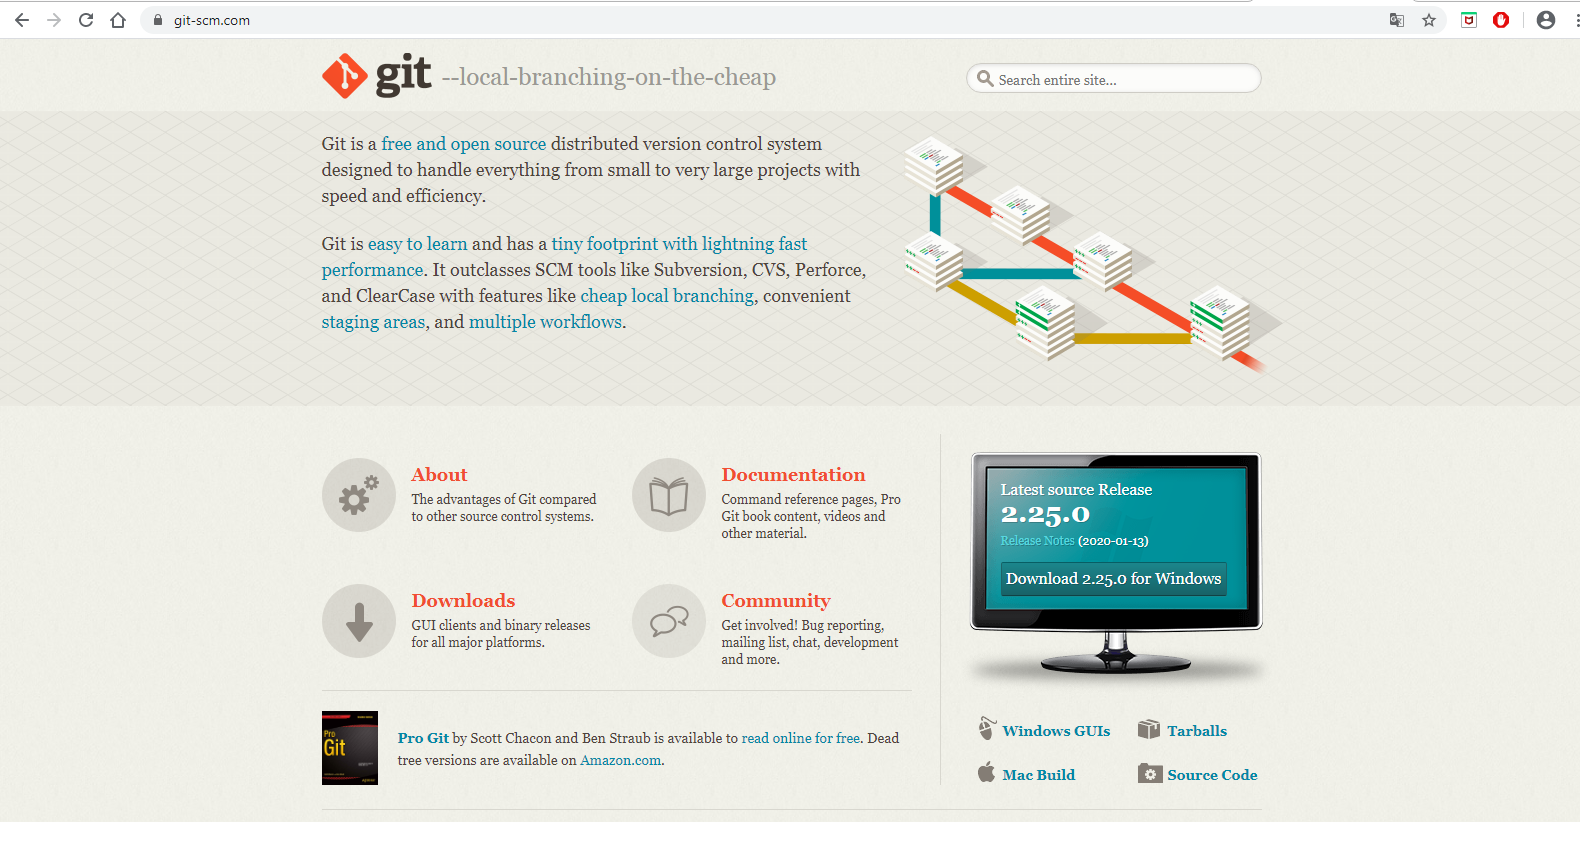 git-scm.com
git --local-branching-on-the-cheap
Search entire site...
Git is a free and open source distributed version control system
designed to handle everything from small to very large projects with
speed and efficiency.
Git is easy to learn and has a tiny footprint with lightning fast
performance. It outclasses SCM tools like Subversion, CVS, Perforce,
and ClearCase with features like cheap local branching, convenient
staging areas, and multiple workflows.
About
The advantages of Git compared
to other source control systems.
Documentation
Command reference pages, Pro
Git book content, videos and
other material.
Downloads
GUI clients and binary releases
for all major platforms.
Community
Get involved! Bug reporting,
mailing list, chat, development
and more.
Pro
Git
Pro Git by Scott Chacon and Ben Straub is available to read online for free. Dead
tree versions are available on Amazon.com.
Latest source Release
2.25.0
Release Notes (2020-01-13)
Download 2.25.0 for Windows
Windows GUIs
Tarballs
Mac Build
Source Code